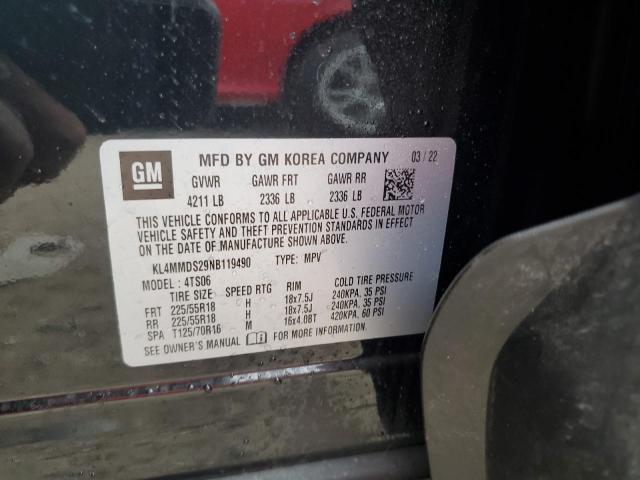 GM
MFD BY GM KOREA COMPANY 03 / 22
GVWR GAWR FRT GAWR RR
4211 LB 2336 LB 2336 LB
THIS VEHICLE CONFORMS TO ALL APPLICABLE U.S. FEDERAL MOTOR
VEHICLE SAFETY AND THEFT PREVENTION STANDARDS IN EFFECT
ON THE DATE OF MANUFACTURE SHOWN ABOVE.
KL4MMDS29NB119490 TYPE: MPV
MODEL : 4TS06
TIRE SIZE SPEED RTG RIM COLD TIRE PRESSURE
FRT 225/55R18 H 18x7.5J 240KPA, 35 PSI
RR 225/55R18 H 18x7.5J 240KPA, 35 PSI
SPA T125/70R16 M 16x4.0BT 420KPA, 60 PSI
SEE OWNER'S MANUAL FOR MORE INFORMATION.